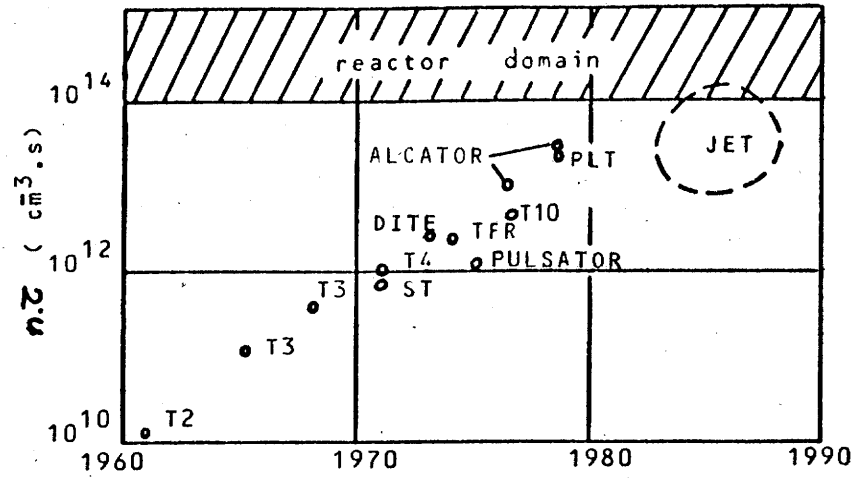 reactor domain
10^14
ALCATOR
PLT
JET
T10
DITE
TFR
10^12
T4
PULSATOR
T3
ST
T3
T2
10^10
n.τ ( cm̄³.s)
1960
1970
1980
1990